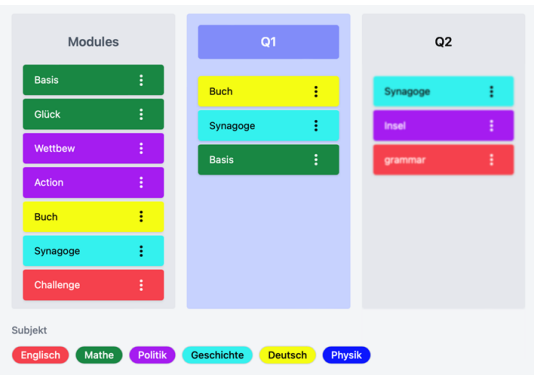 Modules
Basis
Glück
Wettbew
Action
Buch
Synagoge
Challenge
Q1
Buch
Synagoge
Basis
Q2
Synagoge
Insel
grammar
Subjekt
Englisch Mathe Politik Geschichte Deutsch Physik